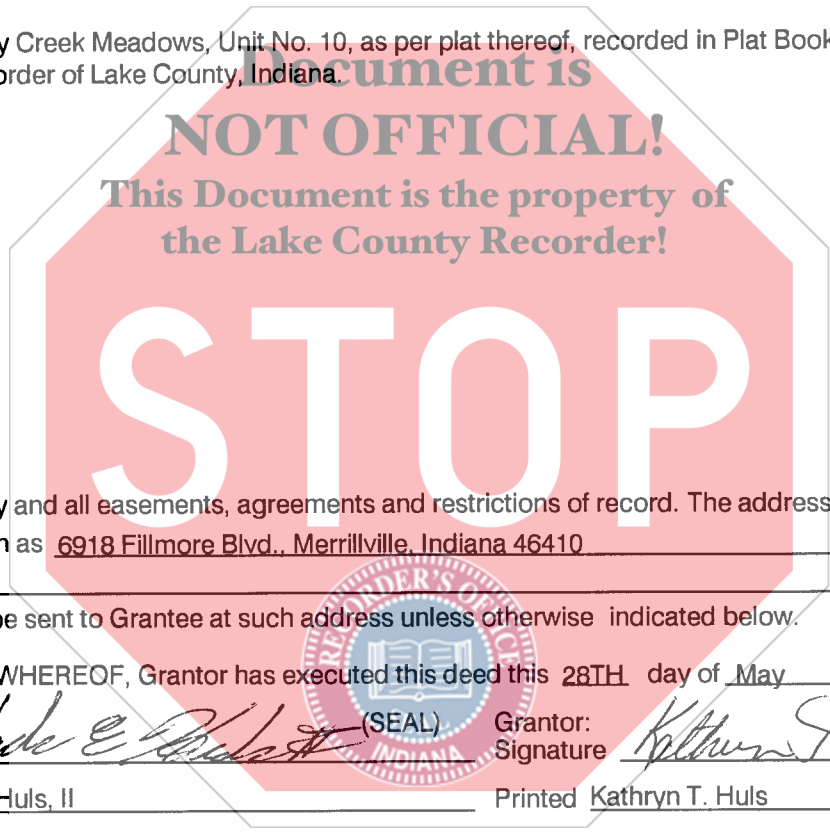 y Creek Meadows, Unit No. 10, as per plat thereof, recorded in Plat Book
order of Lake County, Indiana.
Document is
NOT OFFICIAL!
This Document is the property of
the Lake County Recorder!
STOP
y and all easements, agreements and restrictions of record. The address
n as 6918 Fillmore Blvd., Merrillville, Indiana 46410
RECORDER'S OFFICE
be sent to Grantee at such address unless otherwise indicated below.
WHEREOF, Grantor has executed this deed this 28TH day of May
(SEAL) Grantor:
Signature Kathryn T
INDIANA
Huls, II Printed Kathryn T. Huls